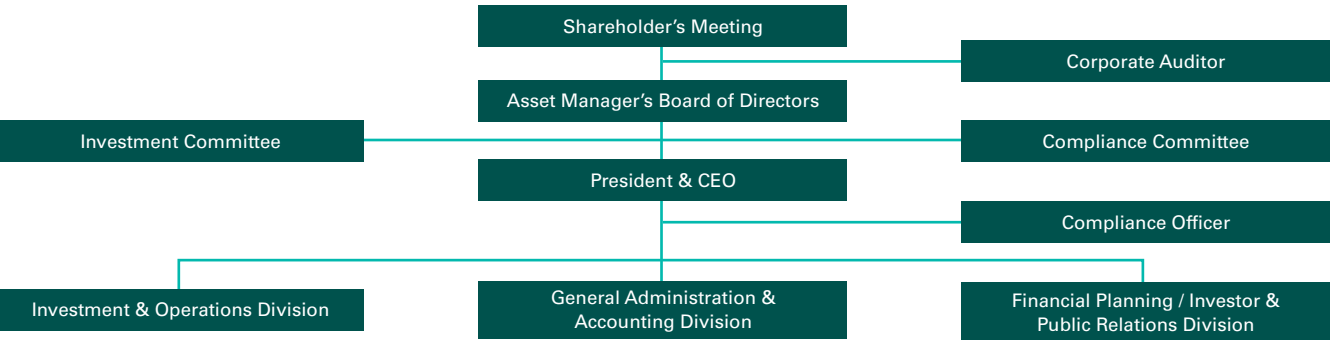 Shareholder’s Meeting
Corporate Auditor
Asset Manager’s Board of Directors
Investment Committee
Compliance Committee
President & CEO
Compliance Officer
Investment & Operations Division
General Administration &
Accounting Division
Financial Planning / Investor &
Public Relations Division